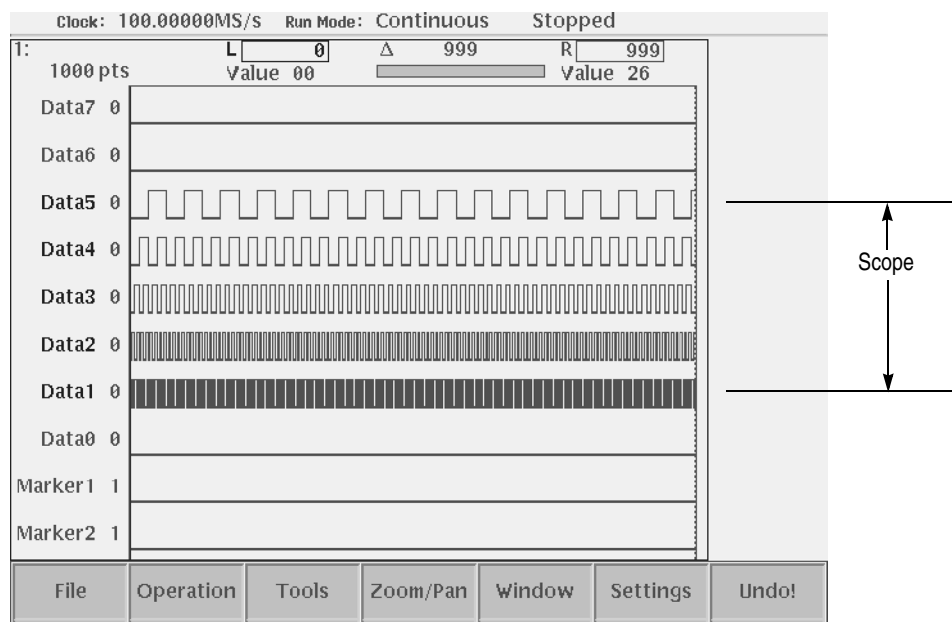 Clock: 100.00000MS/s Run Mode: Continuous Stopped
1: L 0 Δ 999 R 999
1000 pts Value 00 Value 26
Data7 0
Data6 0
Data5 0
Data4 0
Scope
Data3 0
Data2 0
Data1 0
Data0 0
Marker1 1
Marker2 1
File Operation Tools Zoom/Pan Window Settings Undo!